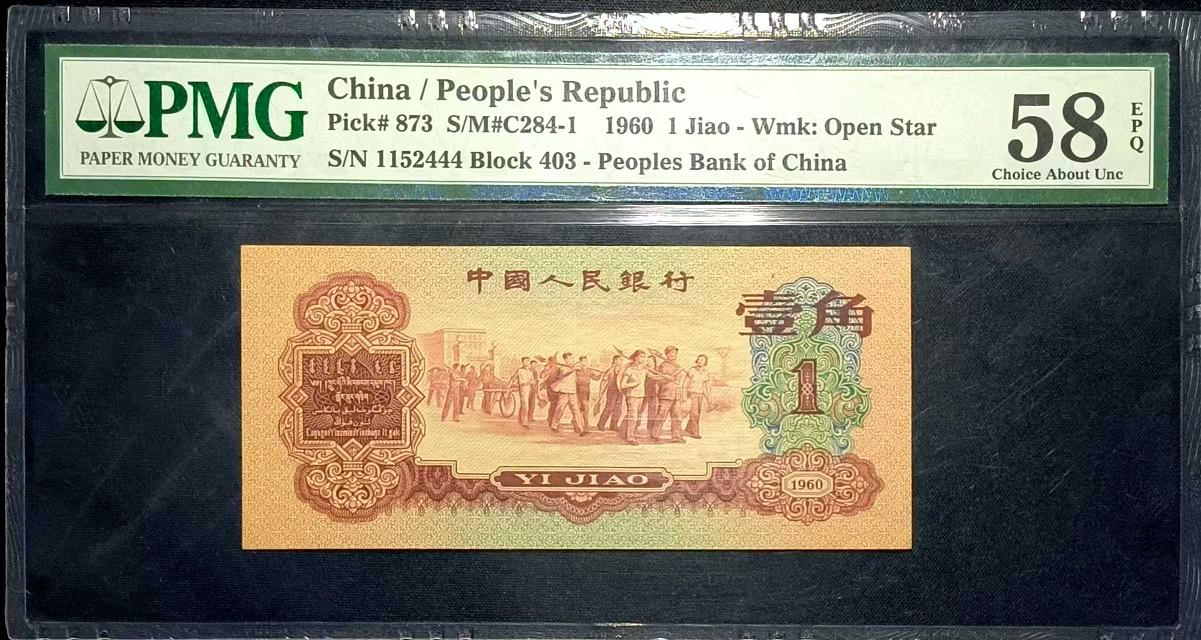 PMG
PAPER MONEY GUARANTY
China / People's Republic
Pick# 873 S/M#C284-1 1960 1 Jiao - Wmk: Open Star
S/N 1152444 Block 403 - Peoples Bank of China
58
EPQ
Choice About Unc
中國人民銀行
壹角
1
YI JIAO
1960